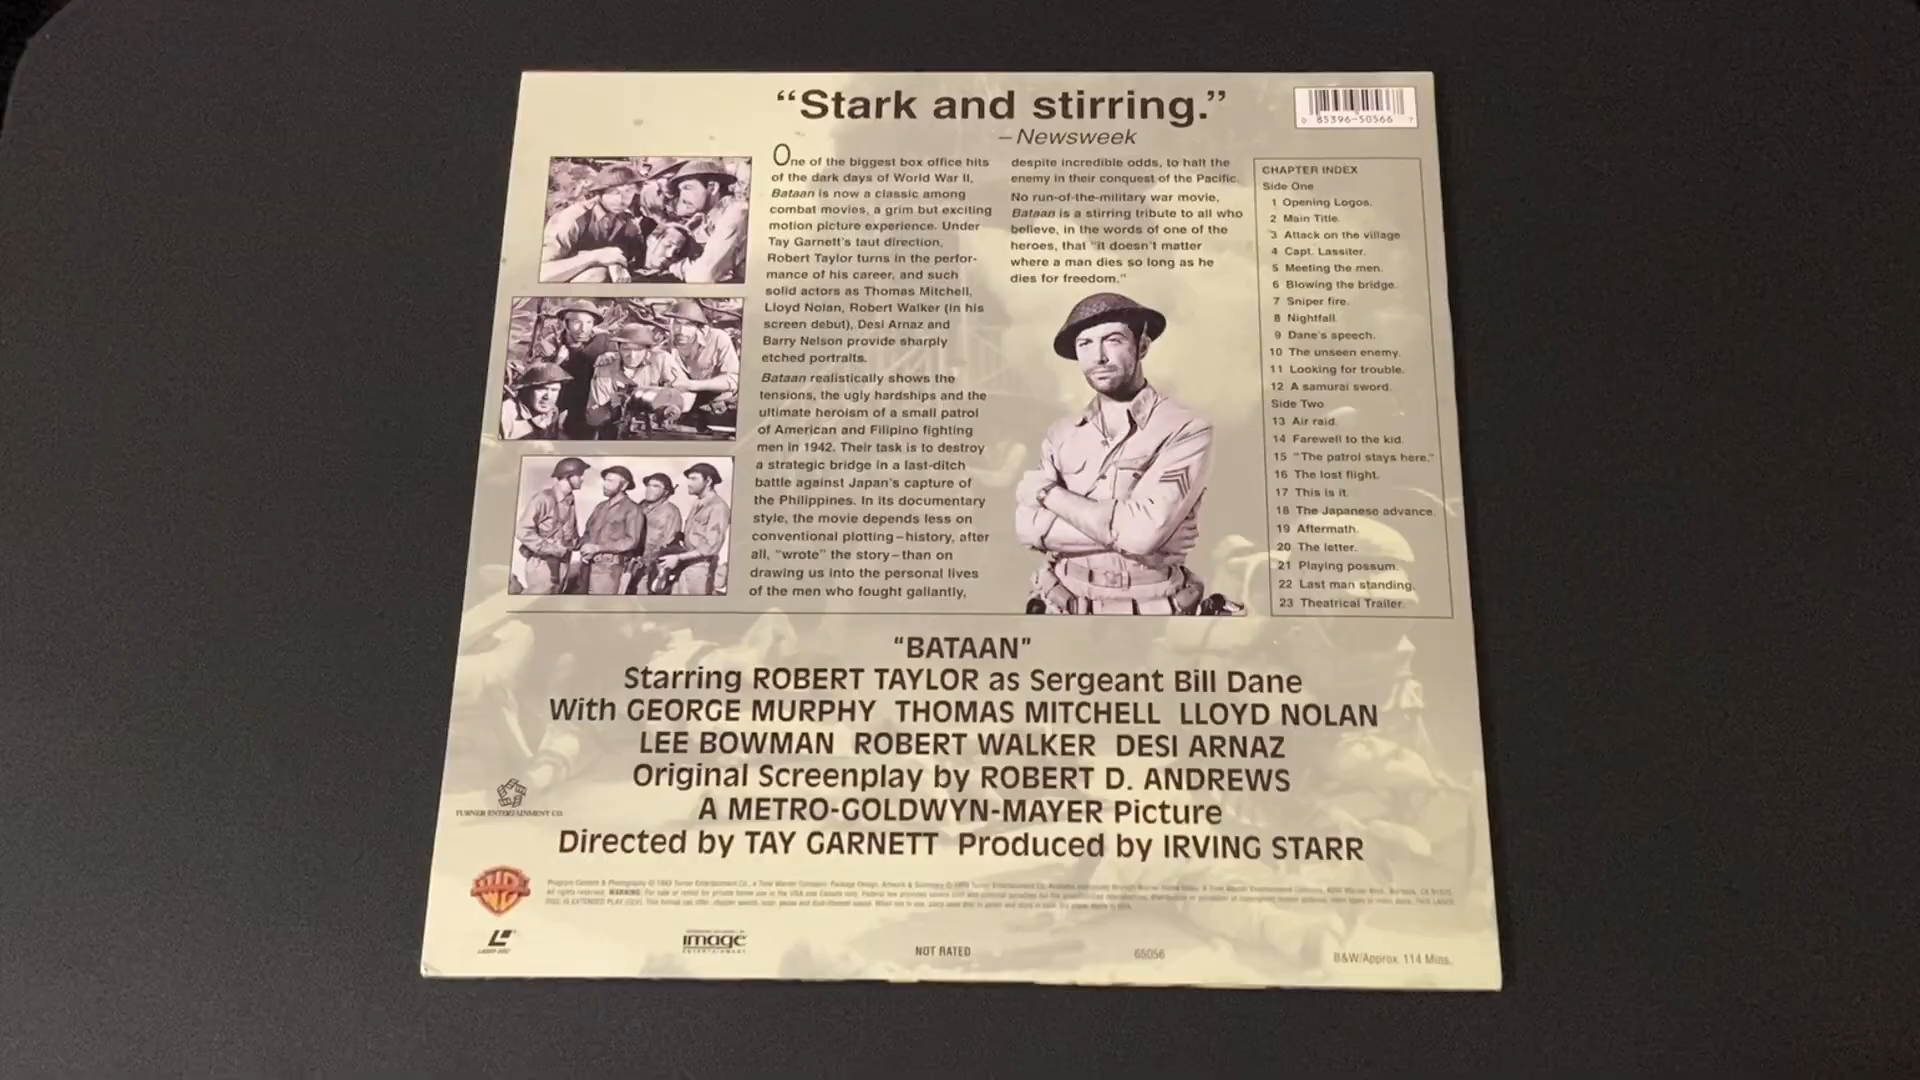 “Stark and stirring.”
–Newsweek
0 85396-50566 7
One of the biggest box office hits
of the dark days of World War II,
Bataan is now a classic among
combat movies, a grim but exciting
motion picture experience. Under
Tay Garnett's taut direction,
Robert Taylor turns in the perfor-
mance of his career, and such
solid actors as Thomas Mitchell,
Lloyd Nolan, Robert Walker (in his
screen debut), Desi Arnaz and
Barry Nelson provide sharply
etched portraits.
Bataan realistically shows the
tensions, the ugly hardships and the
ultimate heroism of a small patrol
of American and Filipino fighting
men in 1942. Their task is to destroy
a strategic bridge in a last-ditch
battle against Japan's capture of
the Philippines. In its documentary
style, the movie depends less on
conventional plotting–history, after
all, “wrote” the story–than on
drawing us into the personal lives
of the men who fought gallantly,
despite incredible odds, to halt the
enemy in their conquest of the Pacific.
No run-of-the-military war movie,
Bataan is a stirring tribute to all who
believe, in the words of one of the
heroes, that “it doesn't matter
where a man dies so long as he
dies for freedom.”
CHAPTER INDEX
Side One
1 Opening Logos.
2 Main Title.
3 Attack on the village
4 Capt. Lassiter.
5 Meeting the men.
6 Blowing the bridge.
7 Sniper fire.
8 Nightfall.
9 Dane's speech.
10 The unseen enemy.
11 Looking for trouble.
12 A samurai sword.
Side Two
13 Air raid.
14 Farewell to the kid.
15 “The patrol stays here.”
16 The lost flight.
17 This is it.
18 The Japanese advance.
19 Aftermath.
20 The letter.
21 Playing possum.
22 Last man standing.
23 Theatrical Trailer.
“BATAAN”
Starring ROBERT TAYLOR as Sergeant Bill Dane
With GEORGE MURPHY THOMAS MITCHELL LLOYD NOLAN
LEE BOWMAN ROBERT WALKER DESI ARNAZ
Original Screenplay by ROBERT D. ANDREWS
A METRO-GOLDWYN-MAYER Picture
Directed by TAY GARNETT Produced by IRVING STARR
TURNER ENTERTAINMENT CO.
LASER DISC
image
ENTERTAINMENT
NOT RATED
65056
B&W/Approx. 114 Mins.